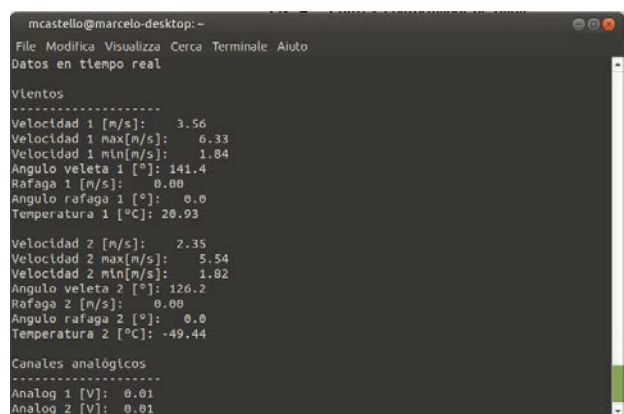 mcastello@marcelo-desktop: ~
File Modifica Visualizza Cerca Terminale Aiuto
Datos en tiempo real
Vientos
---------------------
Velocidad 1 [m/s]: 3.56
Velocidad 1 max[m/s]: 6.33
Velocidad 1 min[m/s]: 1.84
Angulo veleta 1 [º]: 141.4
Rafaga 1 [m/s]: 0.00
Angulo rafaga 1 [º]: 0.0
Temperatura 1 [ºC]: 20.93
Velocidad 2 [m/s]: 2.35
Velocidad 2 max[m/s]: 5.54
Velocidad 2 min[m/s]: 1.82
Angulo veleta 2 [º]: 126.2
Rafaga 2 [m/s]: 0.00
Angulo rafaga 2 [º]: 0.0
Temperatura 2 [ºC]: -49.44
Canales analógicos
---------------------
Analog 1 [V]: 0.01
Analog 2 [V]: 0.01